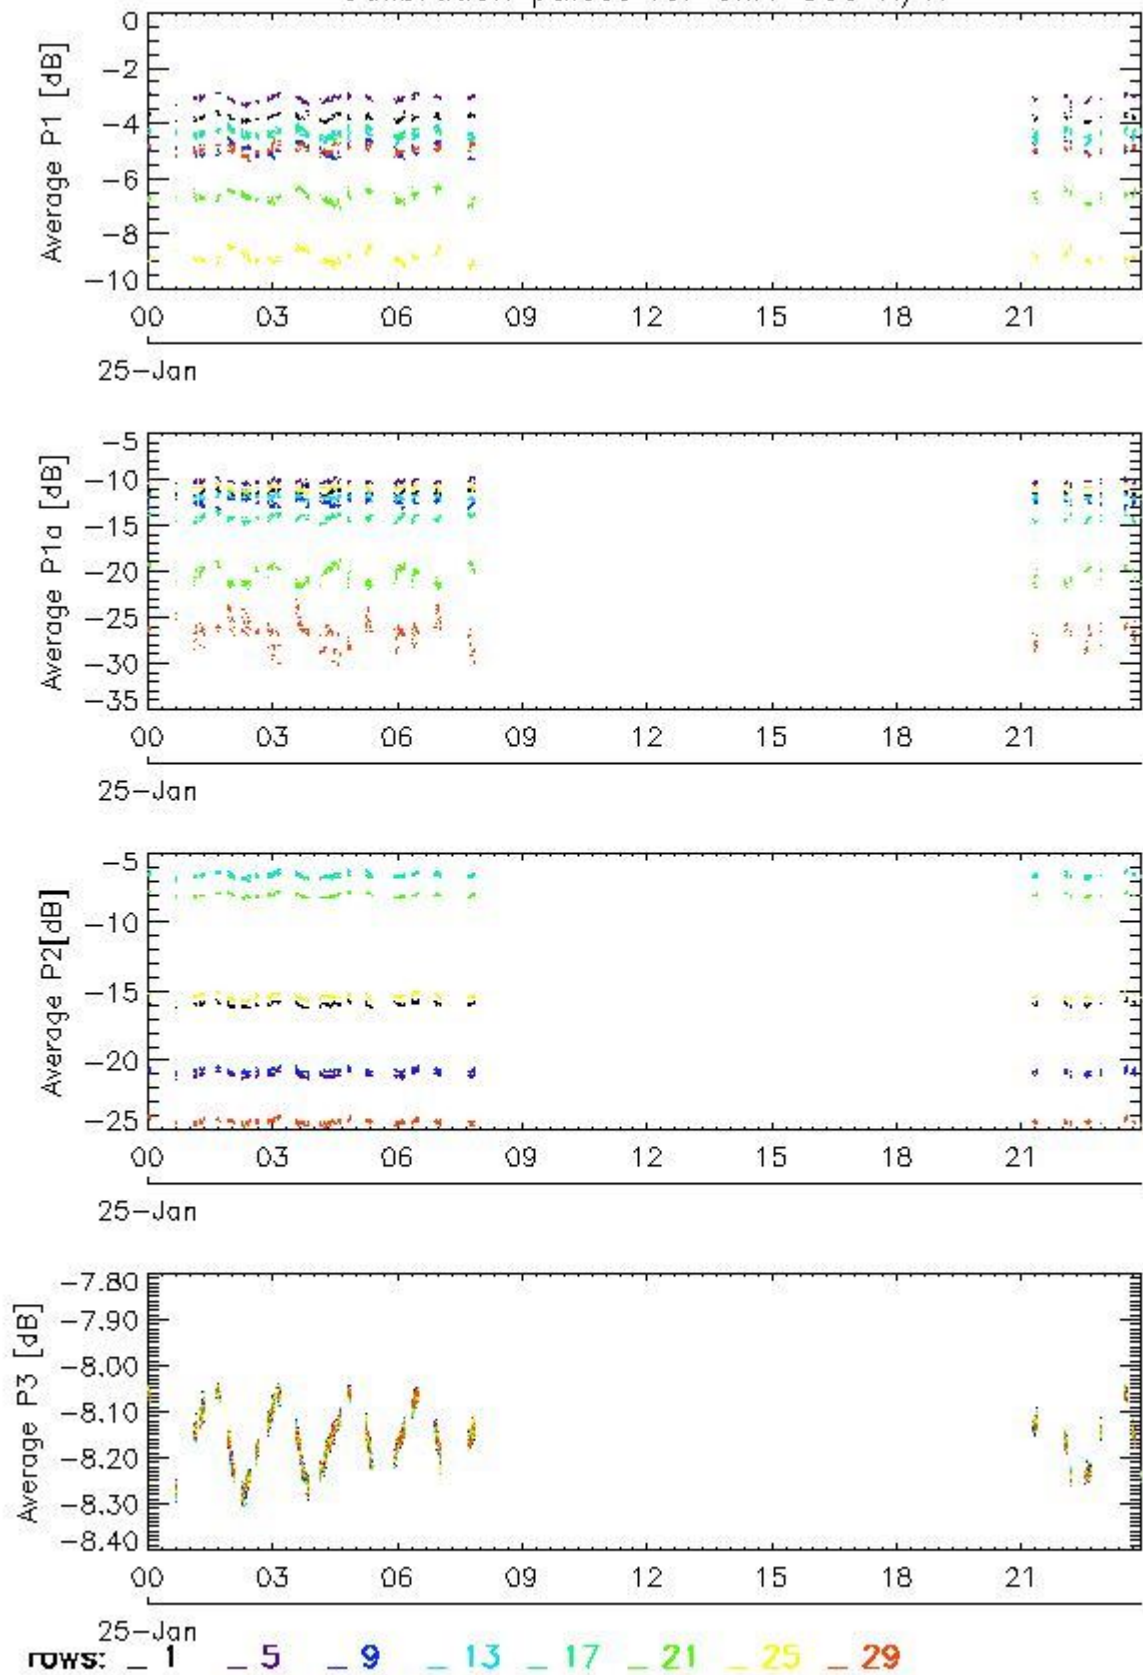 0
Average P1 [dB]
-2
-4
-6
-8
-10
00 03 06 09 12 15 18 21
25-Jan
-5
Average P1a [dB]
-10
-15
-20
-25
-30
-35
00 03 06 09 12 15 18 21
25-Jan
-5
Average P2[dB]
-10
-15
-20
-25
00 03 06 09 12 15 18 21
25-Jan
-7.80
Average P3 [dB]
-7.90
-8.00
-8.10
-8.20
-8.30
-8.40
00 03 06 09 12 15 18 21
25-Jan
rows: _ 1 _ 5 _ 9 _ 13 _ 17 _ 21 _ 25 _ 29